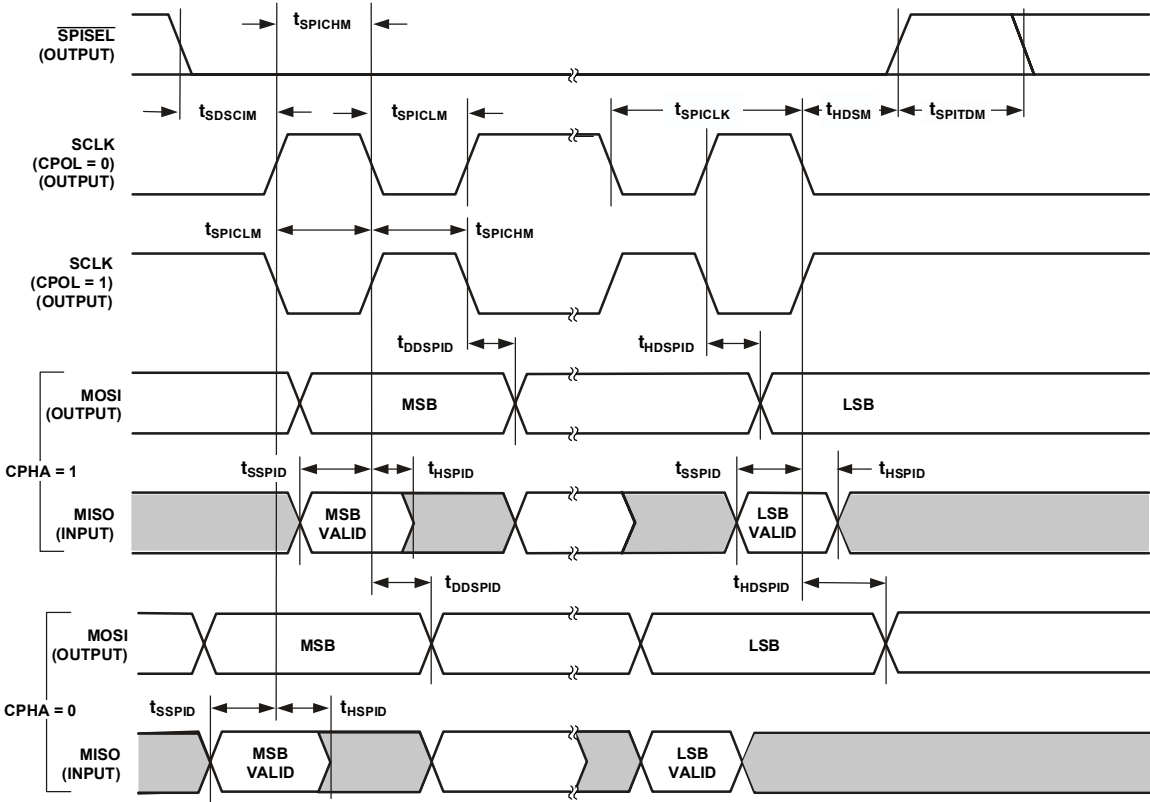 SPISEL
(OUTPUT)
tSPICHM
tSDSCIM
tSPICLM
tSPICLK
tHDSM
tSPITDM
SCLK
(CPOL = 0)
(OUTPUT)
tSPICLM
tSPICHM
SCLK
(CPOL = 1)
(OUTPUT)
tDDSPID
tHDSPID
CPHA = 1
MOSI
(OUTPUT)
MSB
LSB
tSSPID
tHSPID
tSSPID
tHSPID
MISO
(INPUT)
MSB
VALID
LSB
VALID
tDDSPID
tHDSPID
CPHA = 0
MOSI
(OUTPUT)
MSB
LSB
tSSPID
tHSPID
MISO
(INPUT)
MSB
VALID
LSB
VALID